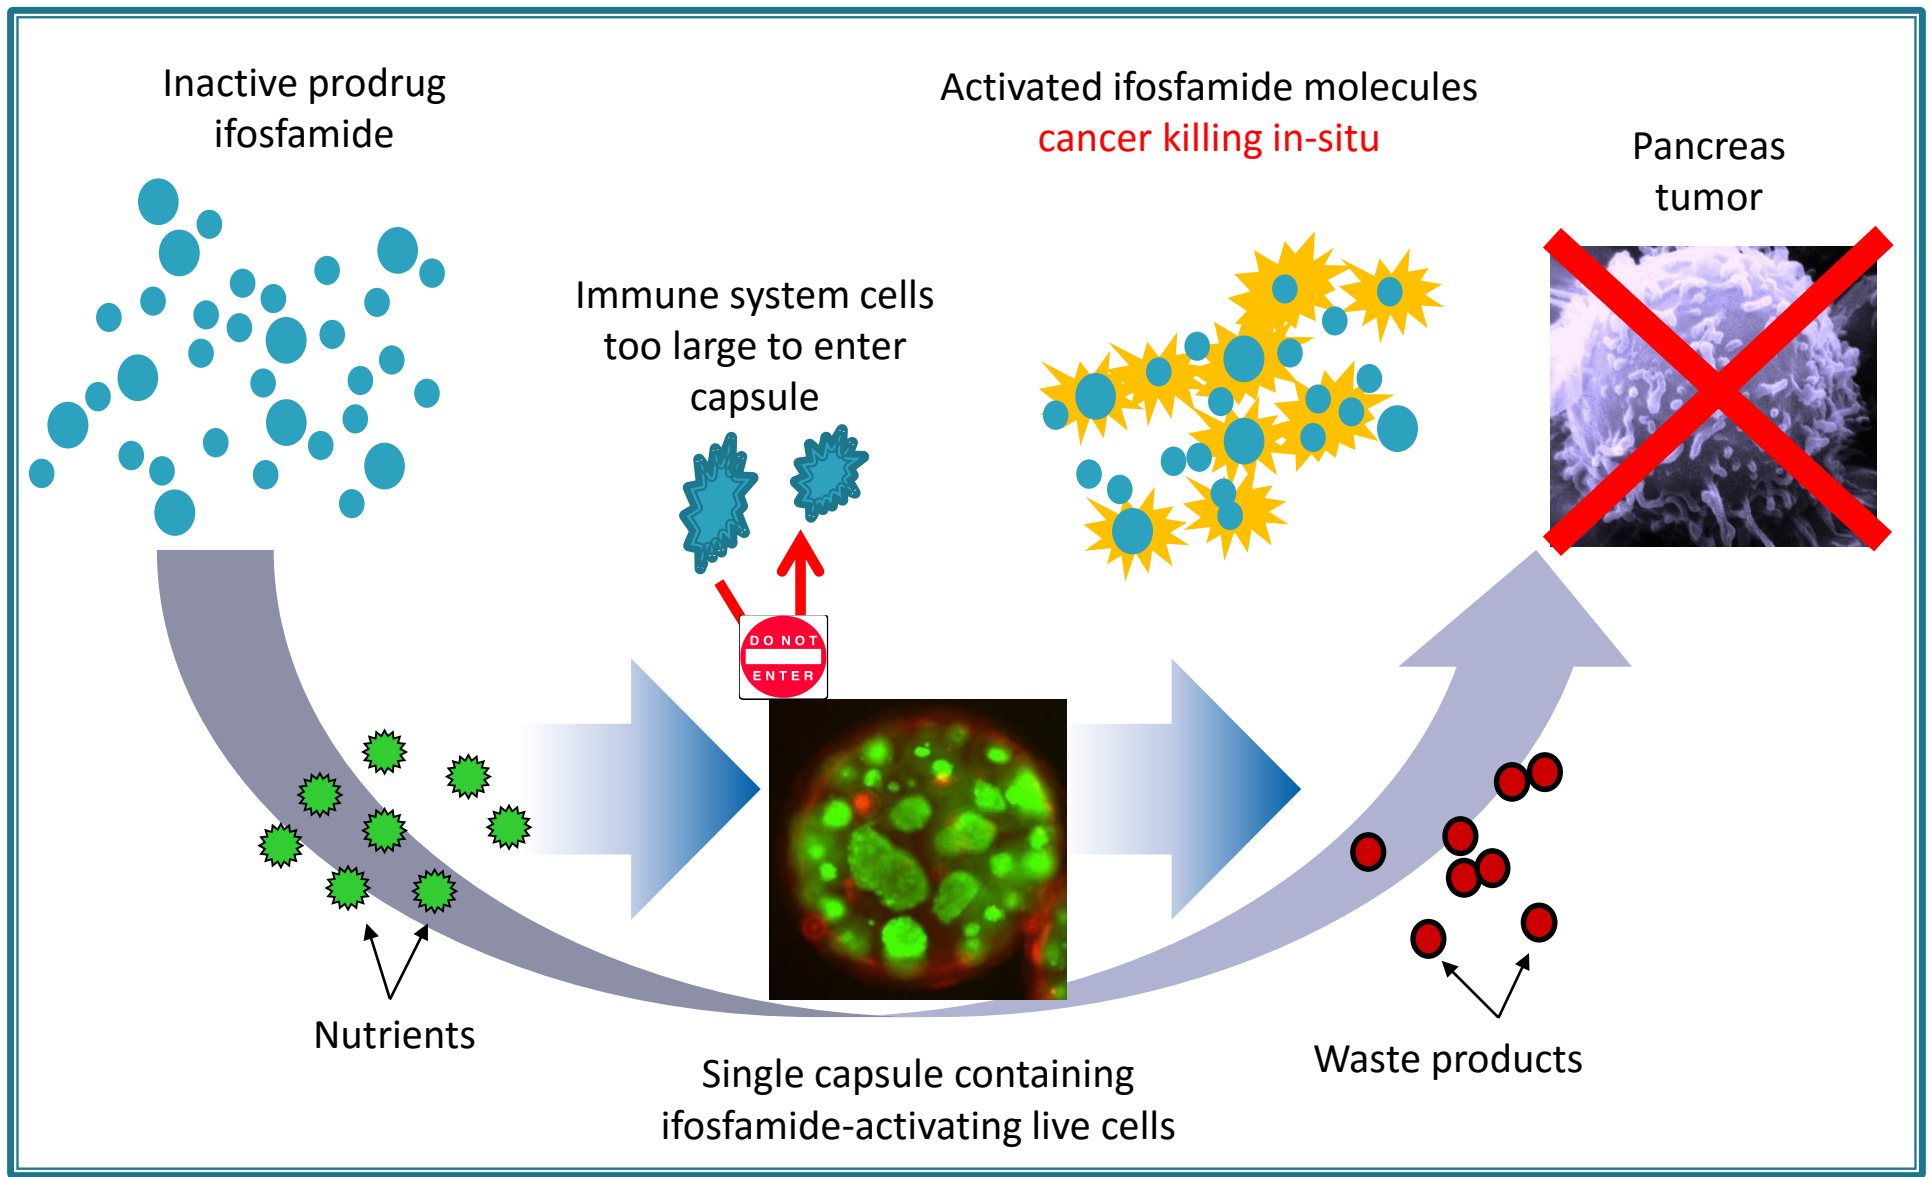 Inactive prodrug
ifosfamide
Activated ifosfamide molecules
cancer killing in-situ
Pancreas
tumor
Immune system cells
too large to enter
capsule
DO NOT
ENTER
Nutrients
Single capsule containing
ifosfamide-activating live cells
Waste products